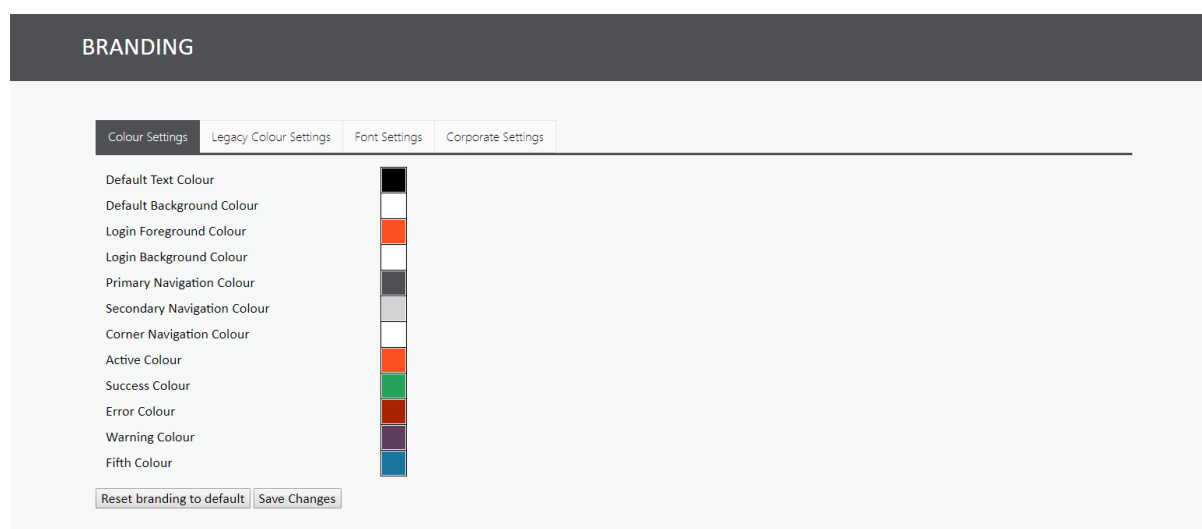 BRANDING
Colour Settings Legacy Colour Settings Font Settings Corporate Settings
Default Text Colour
Default Background Colour
Login Foreground Colour
Login Background Colour
Primary Navigation Colour
Secondary Navigation Colour
Corner Navigation Colour
Active Colour
Success Colour
Error Colour
Warning Colour
Fifth Colour
Reset branding to default Save Changes